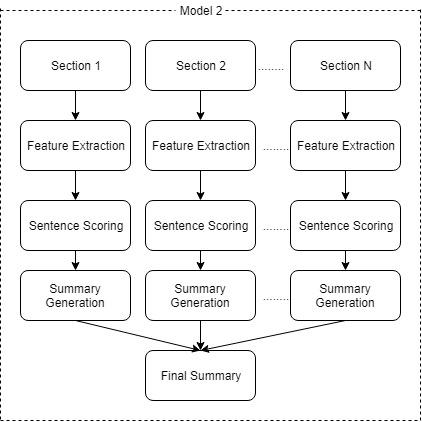 Model 2
Section 1
Section 2
........
Section N
Feature Extraction
Feature Extraction
........
Feature Extraction
Sentence Scoring
Sentence Scoring
........
Sentence Scoring
Summary
Generation
Summary
Generation
........
Summary
Generation
Final Summary